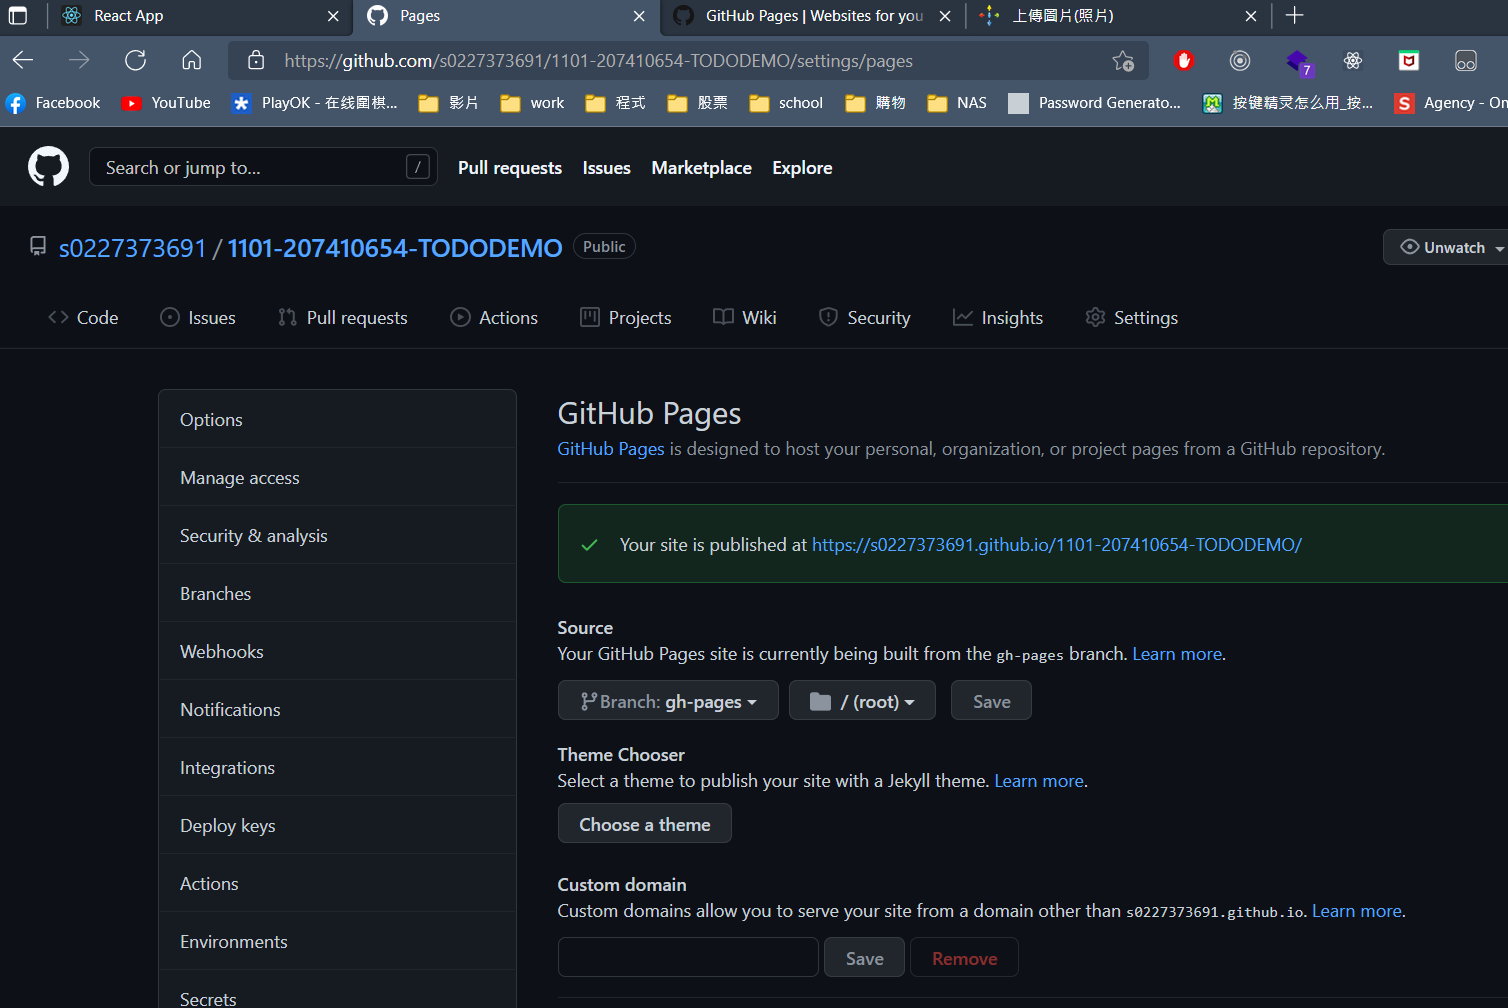 React App
Pages
GitHub Pages | Websites for you
上傳圖片(照片)
https://github.com/s0227373691/1101-207410654-TODODEMO/settings/pages
7
Facebook
YouTube
PlayOK - 在线圍棋...
影片
work
程式
股票
school
購物
NAS
Password Generato...
按键精灵怎么用_按...
Agency - On
Search or jump to...
/
Pull requests
Issues
Marketplace
Explore
s0227373691 / 1101-207410654-TODODEMO
Public
Unwatch
Code
Issues
Pull requests
Actions
Projects
Wiki
Security
Insights
Settings
Options
Manage access
Security & analysis
Branches
Webhooks
Notifications
Integrations
Deploy keys
Actions
Environments
Secrets
GitHub Pages
GitHub Pages is designed to host your personal, organization, or project pages from a GitHub repository.
Your site is published at https://s0227373691.github.io/1101-207410654-TODODEMO/
Source
Your GitHub Pages site is currently being built from the gh-pages branch. Learn more.
Branch: gh-pages
/ (root)
Save
Theme Chooser
Select a theme to publish your site with a Jekyll theme. Learn more.
Choose a theme
Custom domain
Custom domains allow you to serve your site from a domain other than s0227373691.github.io. Learn more.
Save
Remove